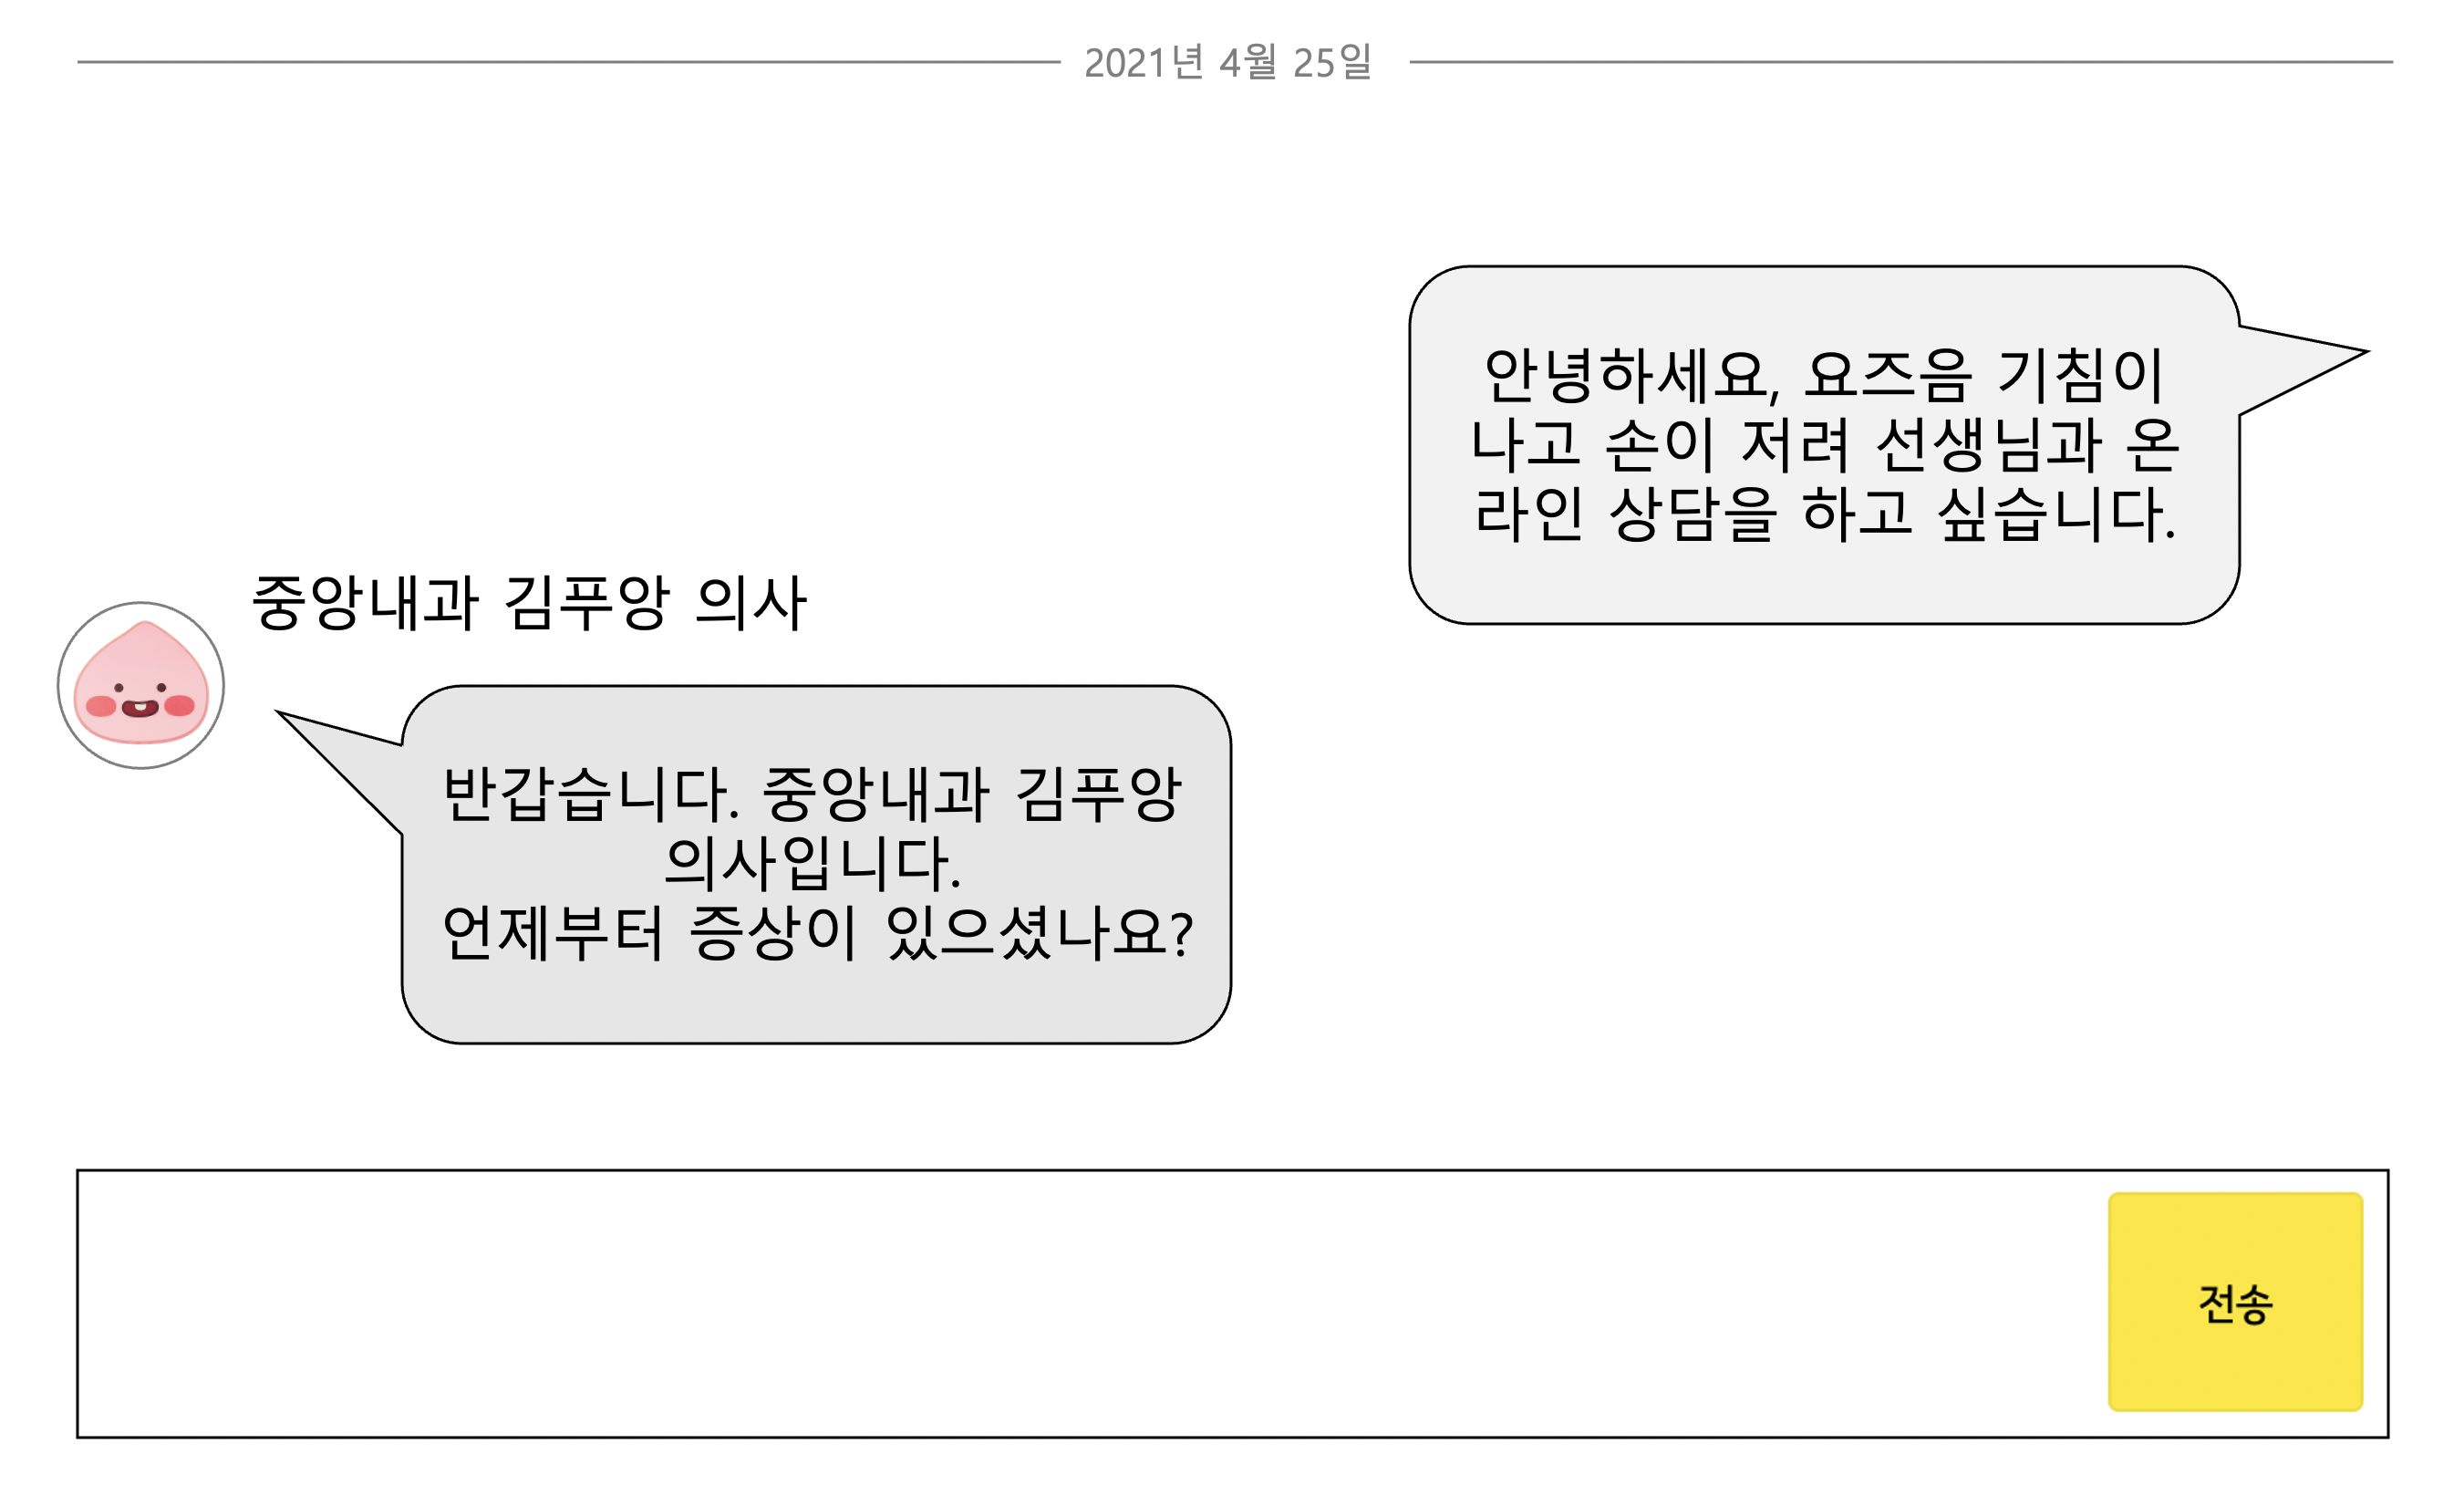 2021년 4월 25일
안녕하세요, 요즈음 기침이
나고 손이 저려 선생님과 온
라인 상담을 하고 싶습니다.
중앙내과 김푸앙 의사
반갑습니다. 중앙내과 김푸앙
의사입니다.
언제부터 증상이 있으셨나요?
전송